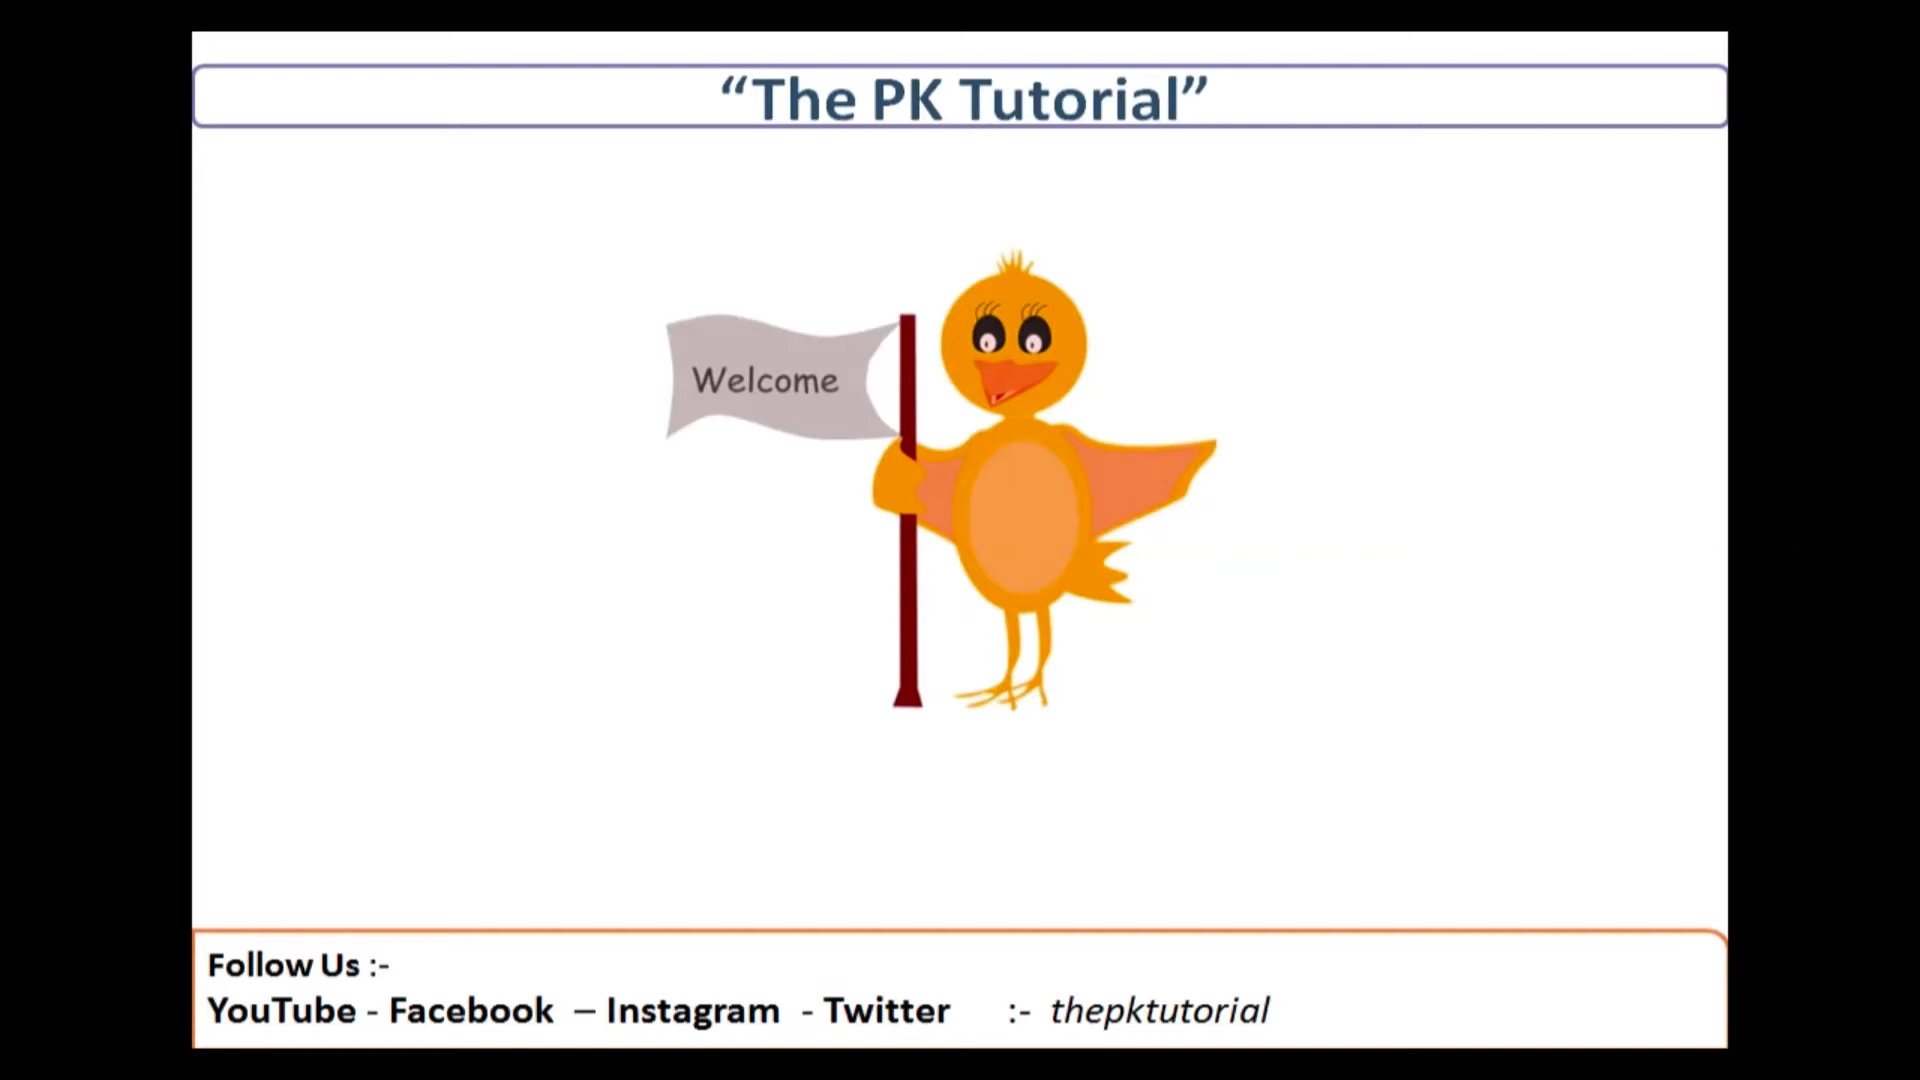 “The PK Tutorial”
Welcome
Follow Us :-
YouTube - Facebook – Instagram - Twitter :- thepktutorial